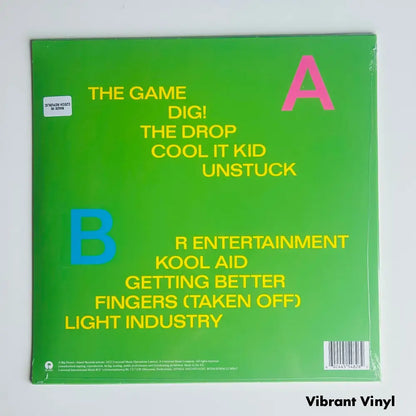 A
THE GAME
DIG!
THE DROP
COOL IT KID
UNSTUCK
B
R ENTERTAINMENT
KOOL AID
GETTING BETTER
FINGERS (TAKEN OFF)
LIGHT INDUSTRY
Vibrant Vinyl